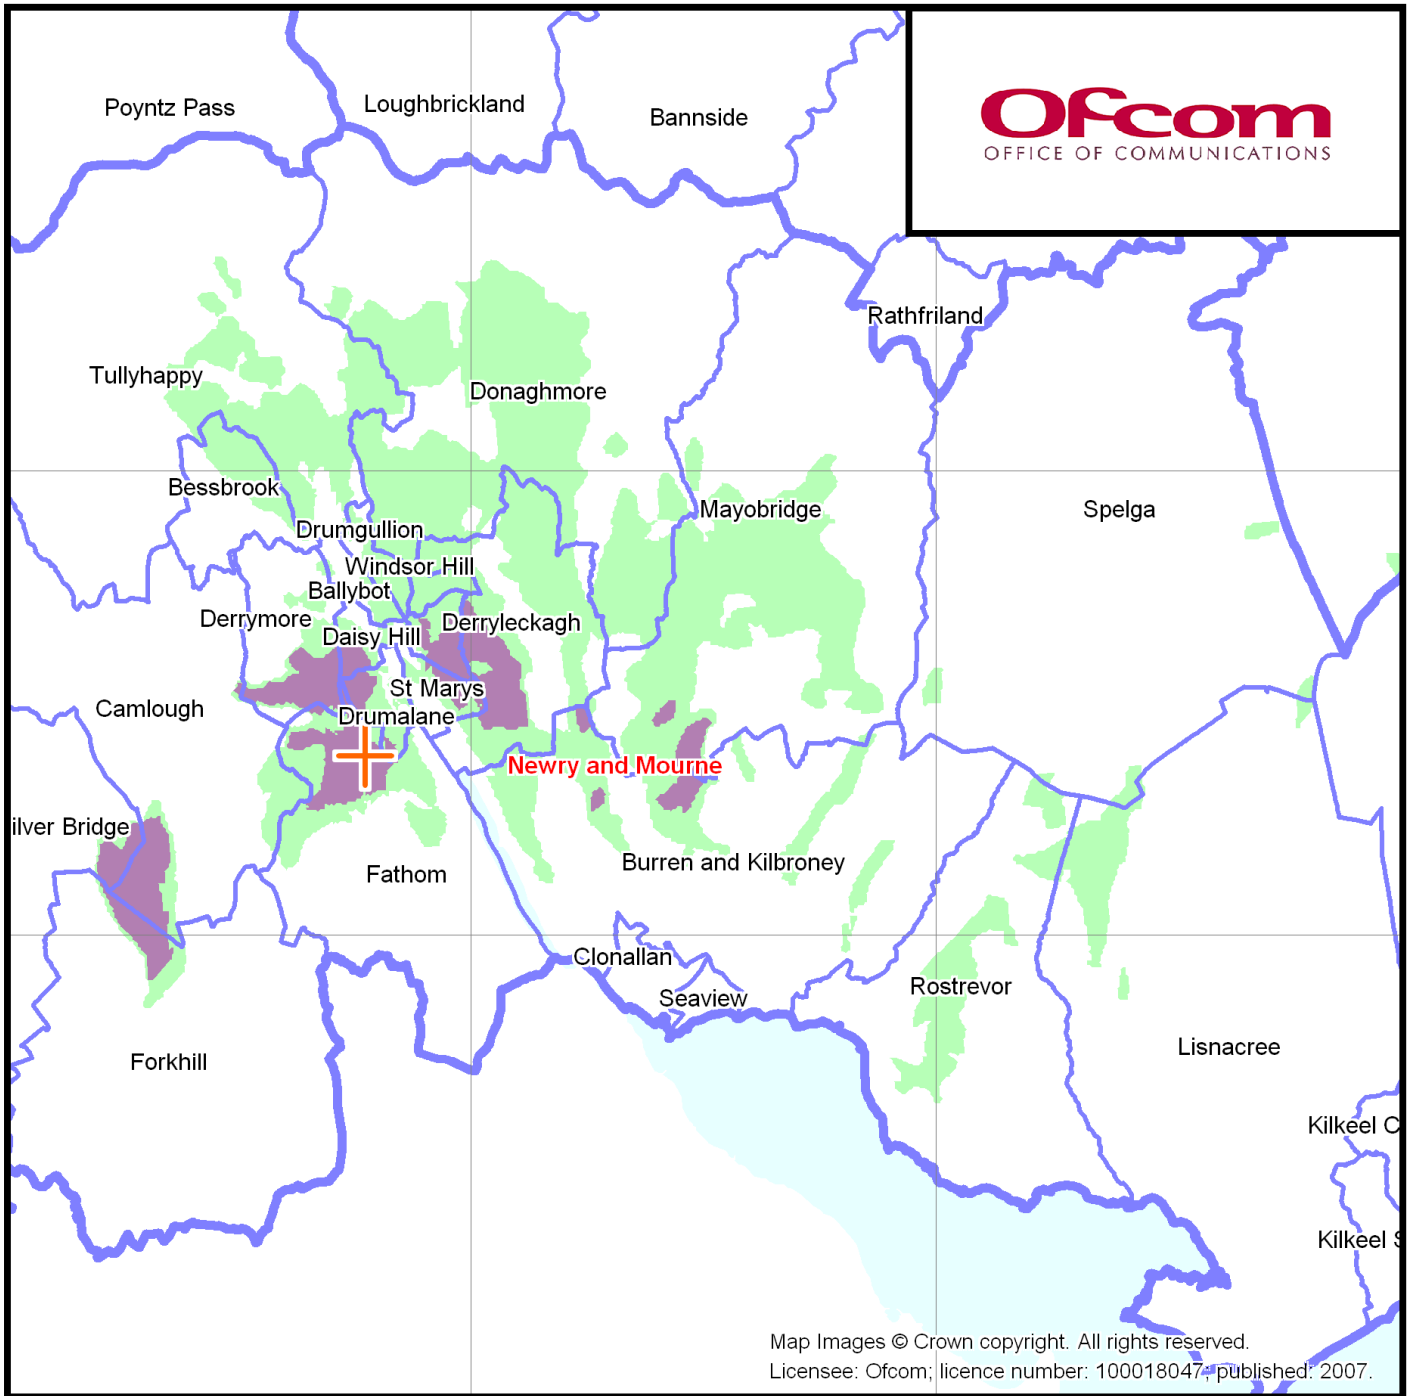 Poyntz Pass
Loughbrickland
Bannside
Ofcom
OFFICE OF COMMUNICATIONS
Rathfriland
Tullyhappy
Donaghmore
Bessbrook
Mayobridge
Spelga
Drumgullion
Windsor Hill
Ballybot
Derrymore
Derryleckagh
Daisy Hill
St Marys
Camlough
Drumalane
Newry and Mourne
ilver Bridge
Burren and Kilbroney
Fathom
Clonallan
Rostrevor
Seaview
Lisnacree
Forkhill
Kilkeel C
Kilkeel S
Map Images © Crown copyright. All rights reserved.
Licensee: Ofcom; licence number: 100018047; published: 2007.